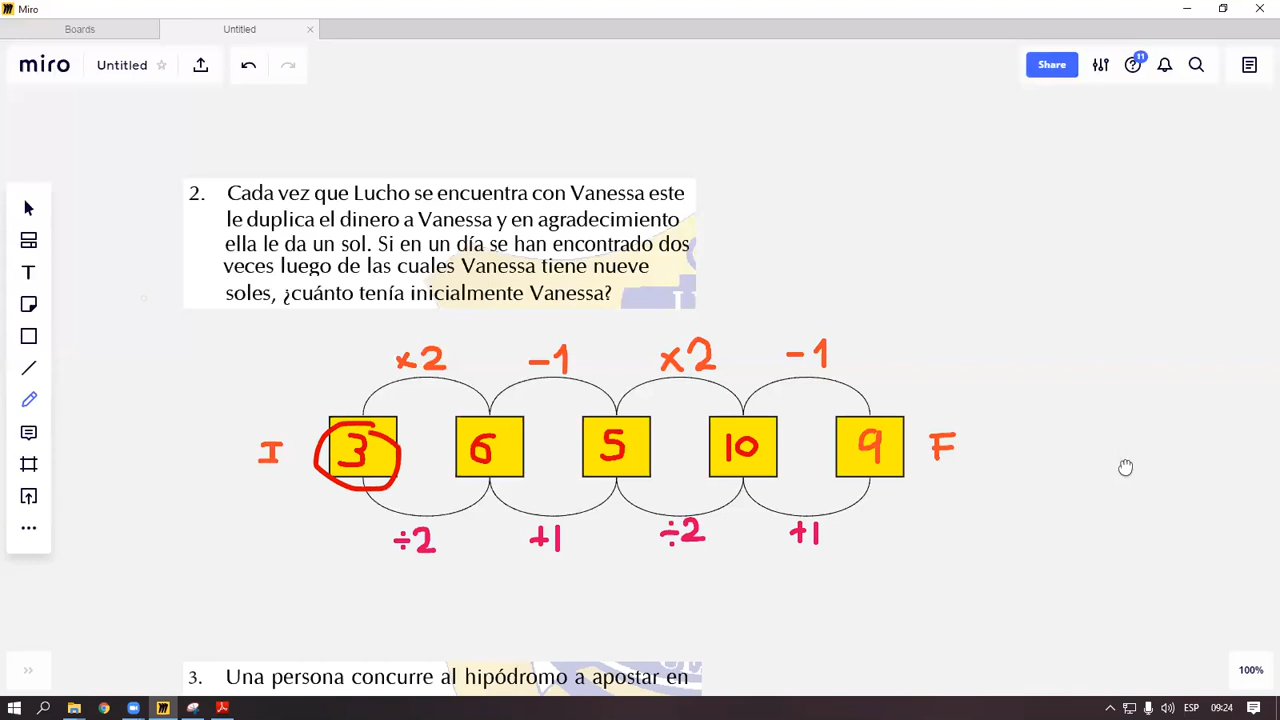 Miro
Boards
Untitled
miro
Untitled
Share
11
2. Cada vez que Lucho se encuentra con Vanessa este
le duplica el dinero a Vanessa y en agradecimiento
ella le da un sol. Si en un día se han encontrado dos
veces luego de las cuales Vanessa tiene nueve
soles, ¿cuánto tenía inicialmente Vanessa?
x2 -1 x2 -1
I 3 6 5 10 9 F
÷2 +1 ÷2 +1
3. Una persona concurre al hipódromo a apostar en
100%
ESP 09:24